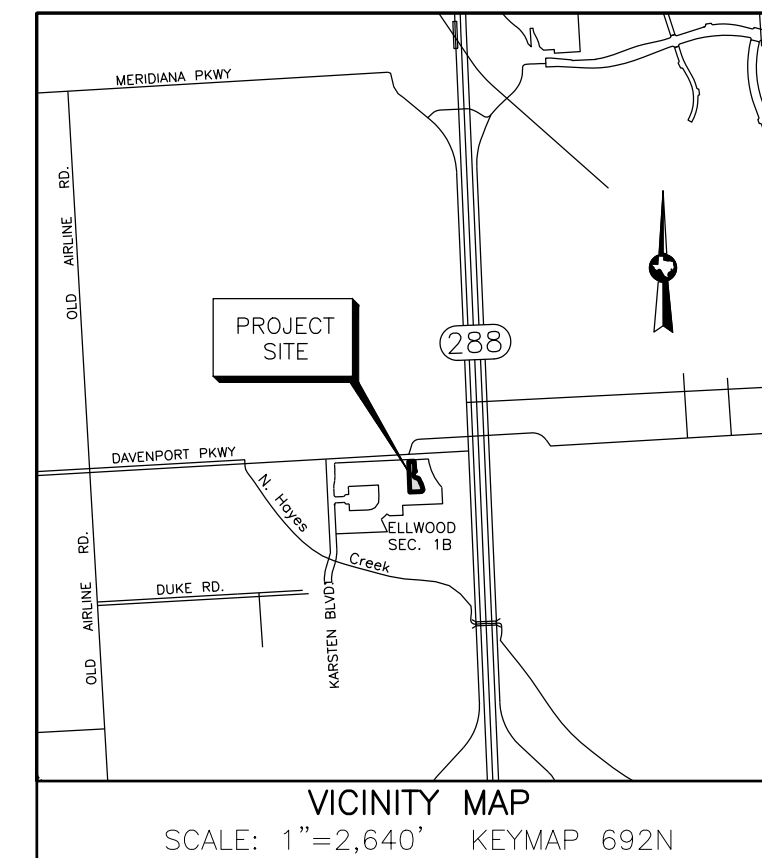 MERIDIANA PKWY
OLD AIRLINE RD.
PROJECT
SITE
288
DAVENPORT PKWY
N. Hayes
Creek
ELLWOOD
SEC. 1B
OLD AIRLINE RD.
DUKE RD.
KARSTEN BLVD.
VICINITY MAP
SCALE: 1"=2,640' KEYMAP 692N